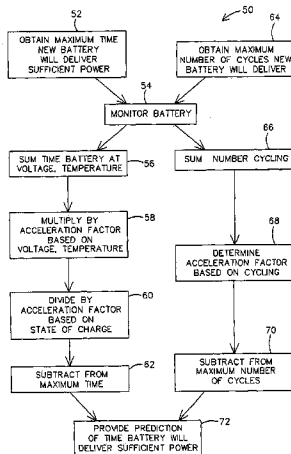 50
52
64
OBTAIN MAXIMUM TIME
NEW BATTERY
WILL DELIVER
SUFFICIENT POWER
OBTAIN MAXIMUM
NUMBER OF CYCLES NEW
BATTERY WILL DELIVER
54
MONITOR BATTERY
66
SUM TIME BATTERY AT
VOLTAGE, TEMPERATURE
56
SUM NUMBER CYCLING
MULTIPLY BY
ACCELERATION FACTOR
BASED ON
VOLTAGE, TEMPERATURE
58
68
DETERMINE
ACCELERATION FACTOR
BASED ON CYCLING
DIVIDE BY
ACCELERATION FACTOR
BASED ON
STATE OF CHARGE
60
62
70
SUBTRACT FROM
MAXIMUM TIME
SUBTRACT FROM
MAXIMUM NUMBER
OF CYCLES
72
PROVIDE PREDICTION
OF TIME BATTERY WILL
DELIVER SUFFICIENT POWER